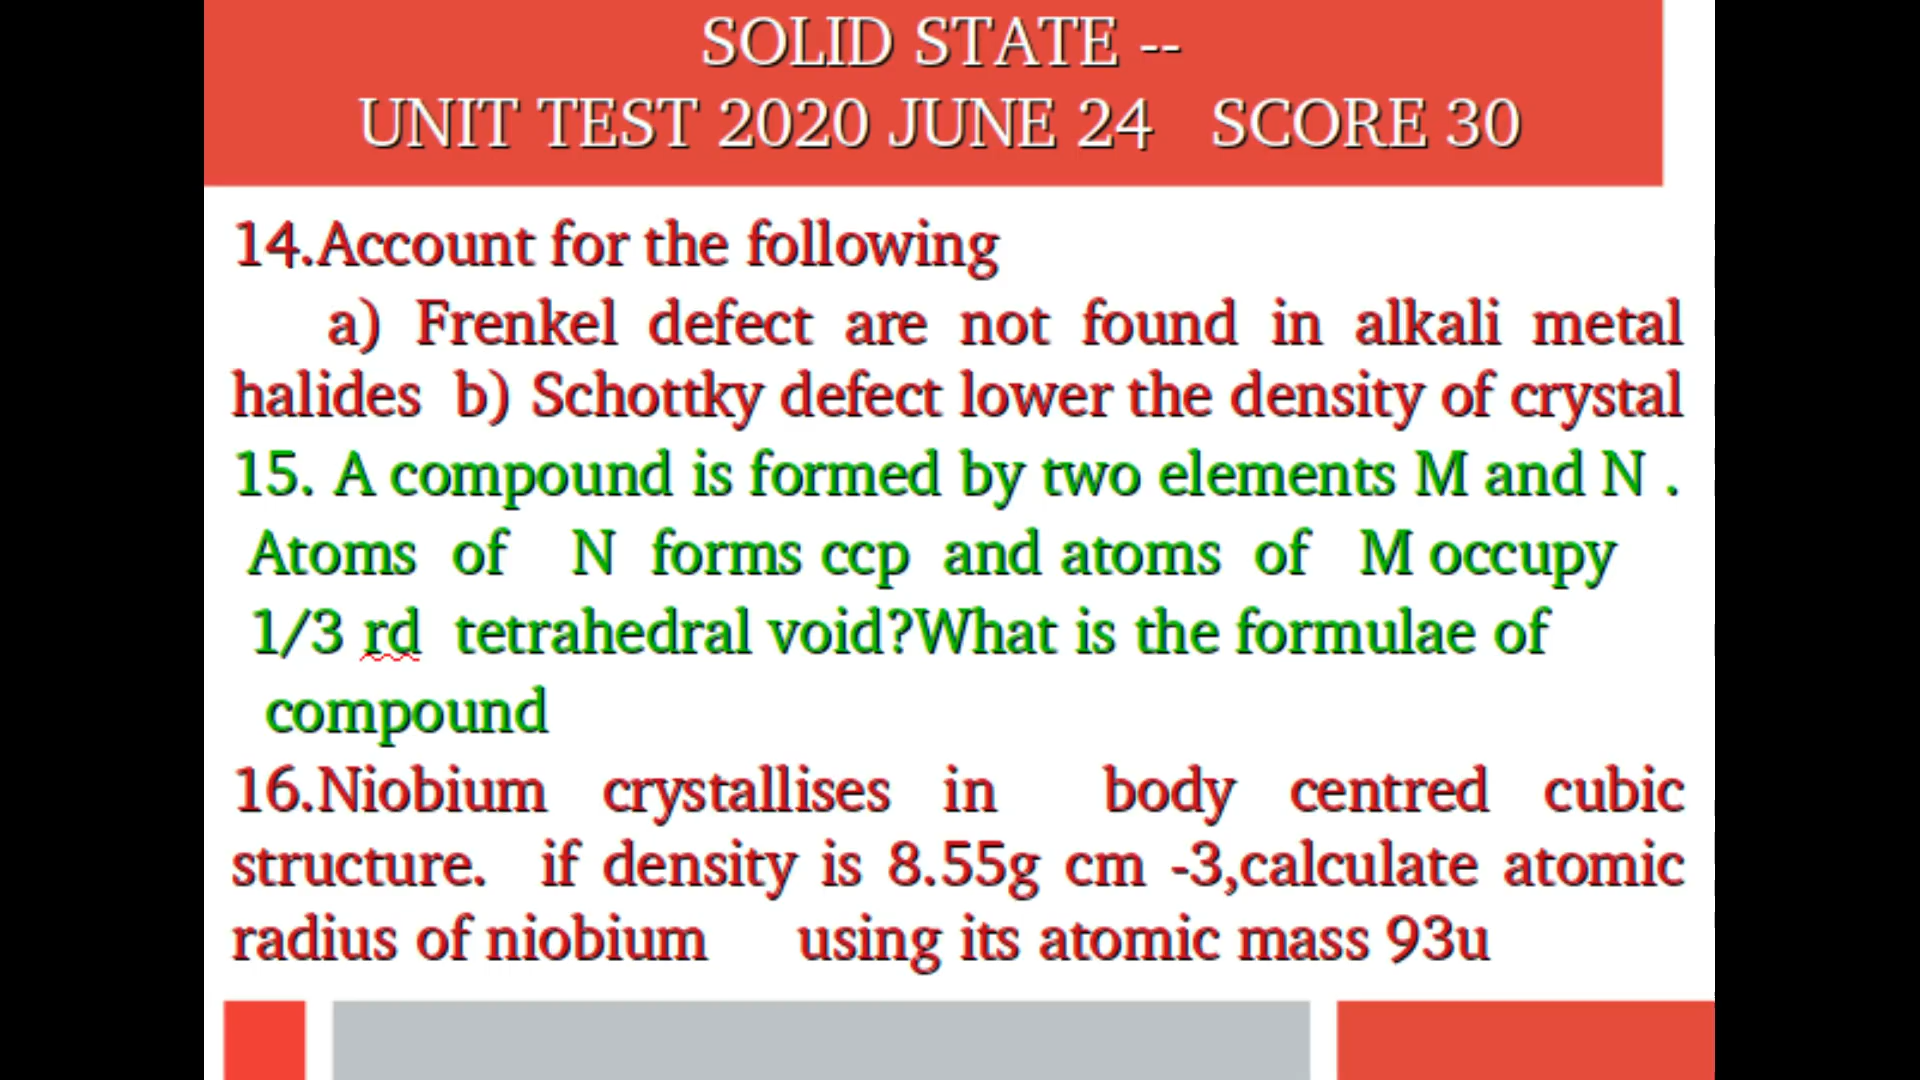 SOLID STATE --
UNIT TEST 2020 JUNE 24 SCORE 30
14.Account for the following
a) Frenkel defect are not found in alkali metal
halides b) Schottky defect lower the density of crystal
15. A compound is formed by two elements M and N .
Atoms of N forms ccp and atoms of M occupy
1/3 rd tetrahedral void?What is the formulae of
compound
16.Niobium crystallises in body centred cubic
structure. if density is 8.55g cm -3,calculate atomic
radius of niobium using its atomic mass 93u